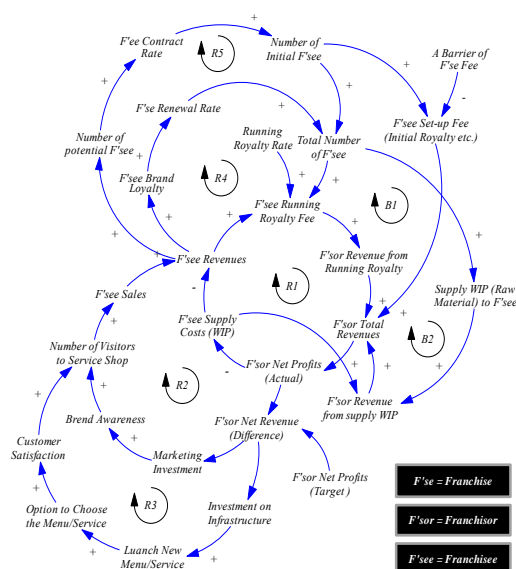 F'ee Contract
Rate
R5
Number of
Initial F'see
A Barrier of
F'se Fee
+
+
+
+
-
F'se Renewal Rate
+
+
F'see Set-up Fee
(Initial Royalty etc.)
Number of
potential F'see
Running
Royalty Rate
Total Number
of F'see
+
R4
F'see Brand
Loyalty
+
+
F'see Running
Royalty Fee
B1
+
+
+
+
+
F'see Revenues
F'sor Revenue from
Running Royalty
R1
-
F'see Sales
Supply WIP (Raw
Material) to F'see
+
+
+
+
F'see Supply
Costs (WIP)
F'sor Total
Revenues
B2
Number of Visitors
to Service Shop
+
R2
-
F'sor Net Profits
(Actual)
+
+
+
F'sor Revenue
from supply WIP
Brend Awareness
F'sor Net Revenue
(Difference)
Customer
Satisfaction
+
Marketing
Investment
+
F'sor Net Profits
(Target )
F'se = Franchise
R3
Option to Choose
the Menu/Service
Investment on
Infrastructure
F'sor = Franchisor
+
Luanch New
Menu/Service
+
F'see = Franchisee